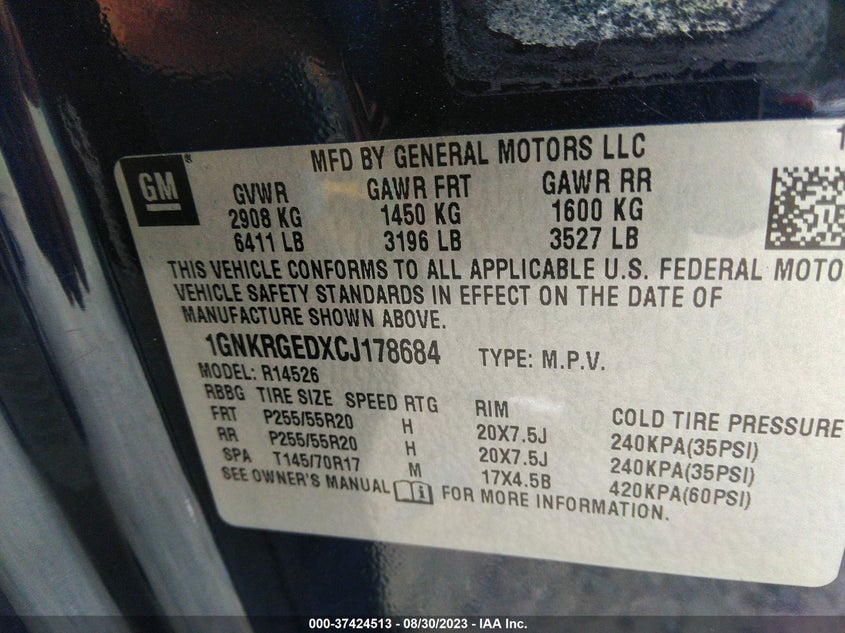 MFD BY GENERAL MOTORS LLC
GM®
GVWR GAWR FRT GAWR RR
2908 KG 1450 KG 1600 KG
6411 LB 3196 LB 3527 LB
THIS VEHICLE CONFORMS TO ALL APPLICABLE U.S. FEDERAL MOTO
VEHICLE SAFETY STANDARDS IN EFFECT ON THE DATE OF
MANUFACTURE SHOWN ABOVE.
1GNKRGEDXCJ178684 TYPE: M.P.V.
MODEL: R14526
RBBG TIRE SIZE SPEED RTG RIM COLD TIRE PRESSURE
FRT P255/55R20 H 20X7.5J 240KPA(35PSI)
RR P255/55R20 H 20X7.5J 240KPA(35PSI)
SPA T145/70R17 M 17X4.5B 420KPA(60PSI)
SEE OWNER'S MANUAL FOR MORE INFORMATION.
000-37424513 - 08/30/2023 - IAA Inc.